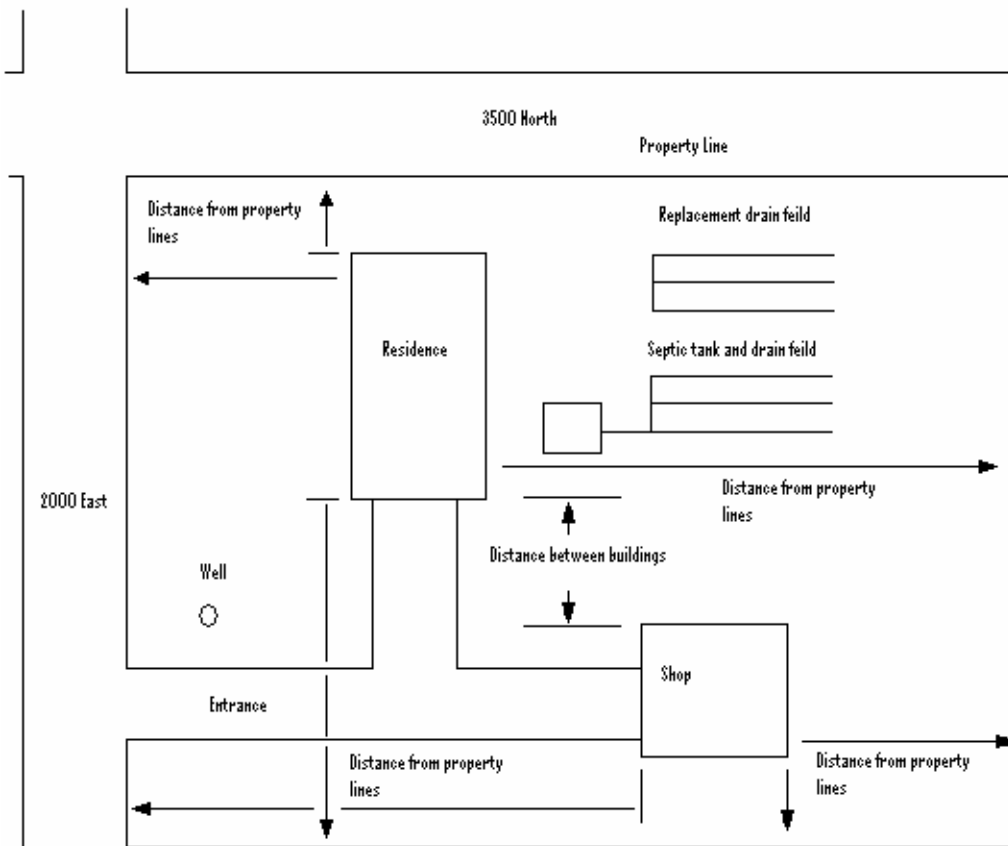 3500 North
Property Line
Distance from property
lines
Replacement drain feild
Residence
Septic tank and drain feild
2000 East
Distance from property
lines
Distance between buildings
Well
Shop
Entrance
Distance from property
lines
Distance from property
lines